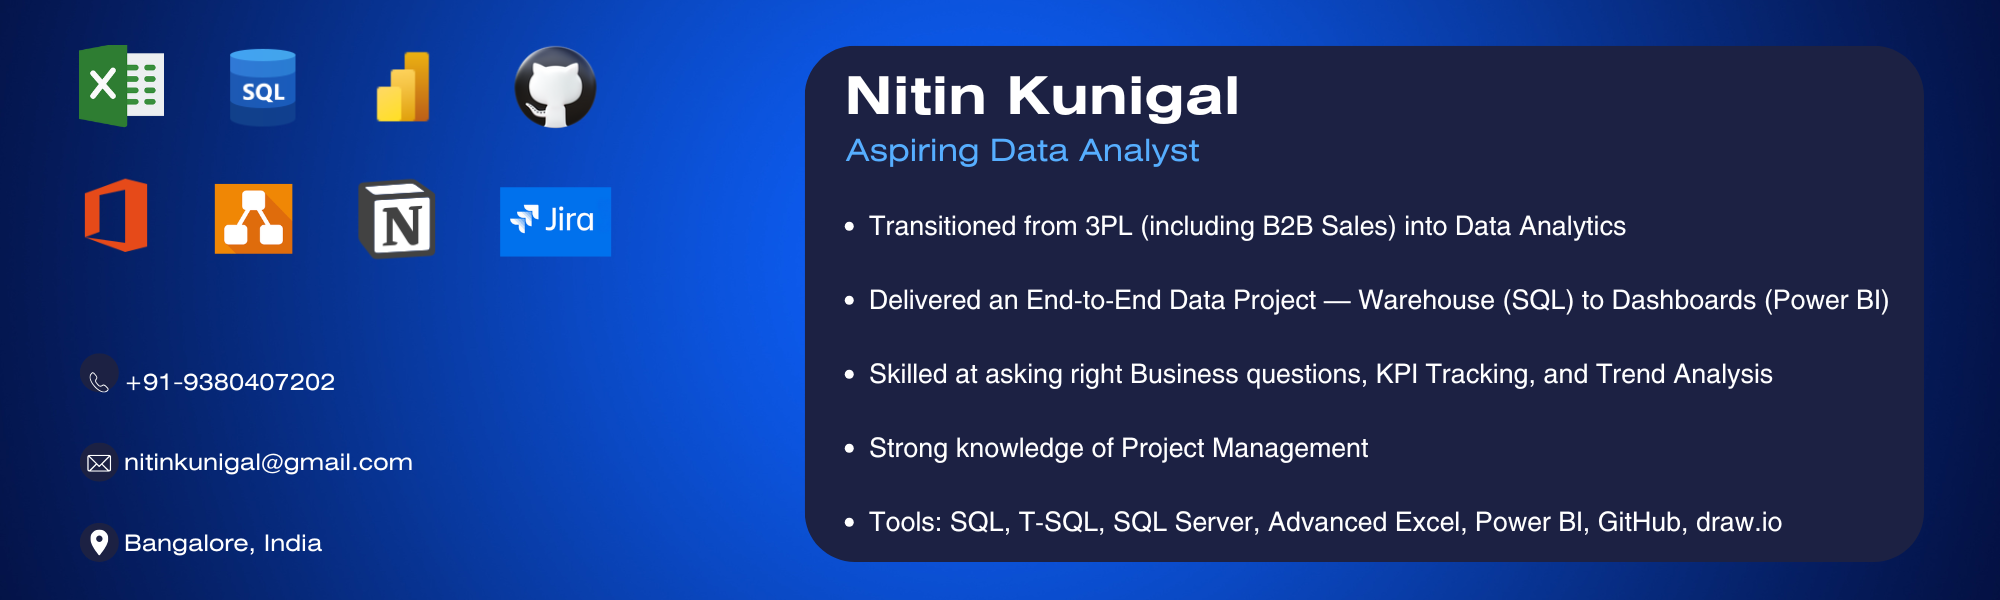 X
SQL
N
Jira
+91-9380407202
nitinkunigal@gmail.com
Bangalore, India
Nitin Kunigal
Aspiring Data Analyst
• Transitioned from 3PL (including B2B Sales) into Data Analytics
• Delivered an End-to-End Data Project — Warehouse (SQL) to Dashboards (Power BI)
• Skilled at asking right Business questions, KPI Tracking, and Trend Analysis
• Strong knowledge of Project Management
• Tools: SQL, T-SQL, SQL Server, Advanced Excel, Power BI, GitHub, draw.io